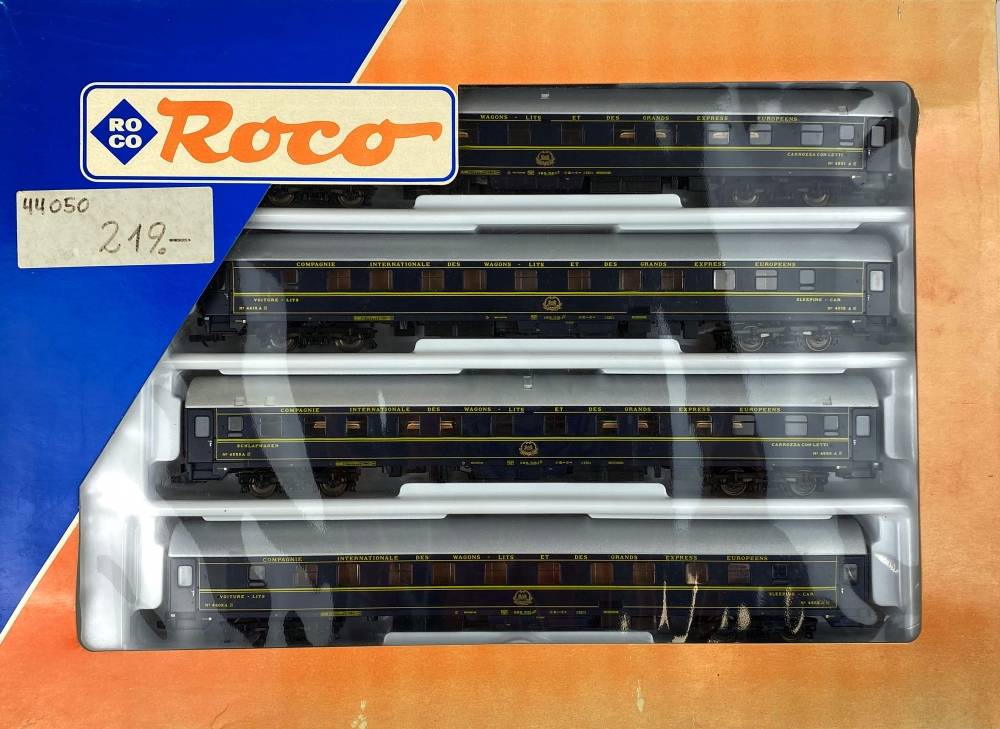 RO
CO
Roco
44050
219.-
WAGONS - LITS ET DES GRANDS EXPRESS EUROPEENS
CARROZZA CON LETTI
COMPAGNIE INTERNATIONALE DES WAGONS - LITS ET DES GRANDS EXPRESS EUROPEENS
VOITURE - LITS
SLEEPING - CAR
COMPAGNIE INTERNATIONALE DES WAGONS - LITS ET DES GRANDS EXPRESS EUROPEENS
SCHLAFWAGEN
CARROZZA CON LETTI
COMPAGNIE INTERNATIONALE DES WAGONS - LITS ET DES GRANDS EXPRESS EUROPEENS
VOITURE - LITS
SLEEPING - CAR